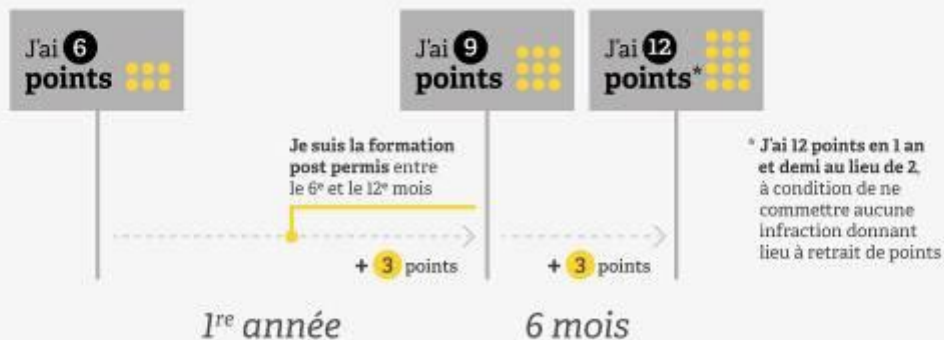 J'ai 6
points
J'ai 9
points
J'ai 12
points*
Je suis la formation
post permis entre
le 6e et le 12e mois
+ 3 points
+ 3 points
* J'ai 12 points en 1 an
et demi au lieu de 2,
à condition de ne
commettre aucune
infraction donnant
lieu à retrait de points
1re année
6 mois